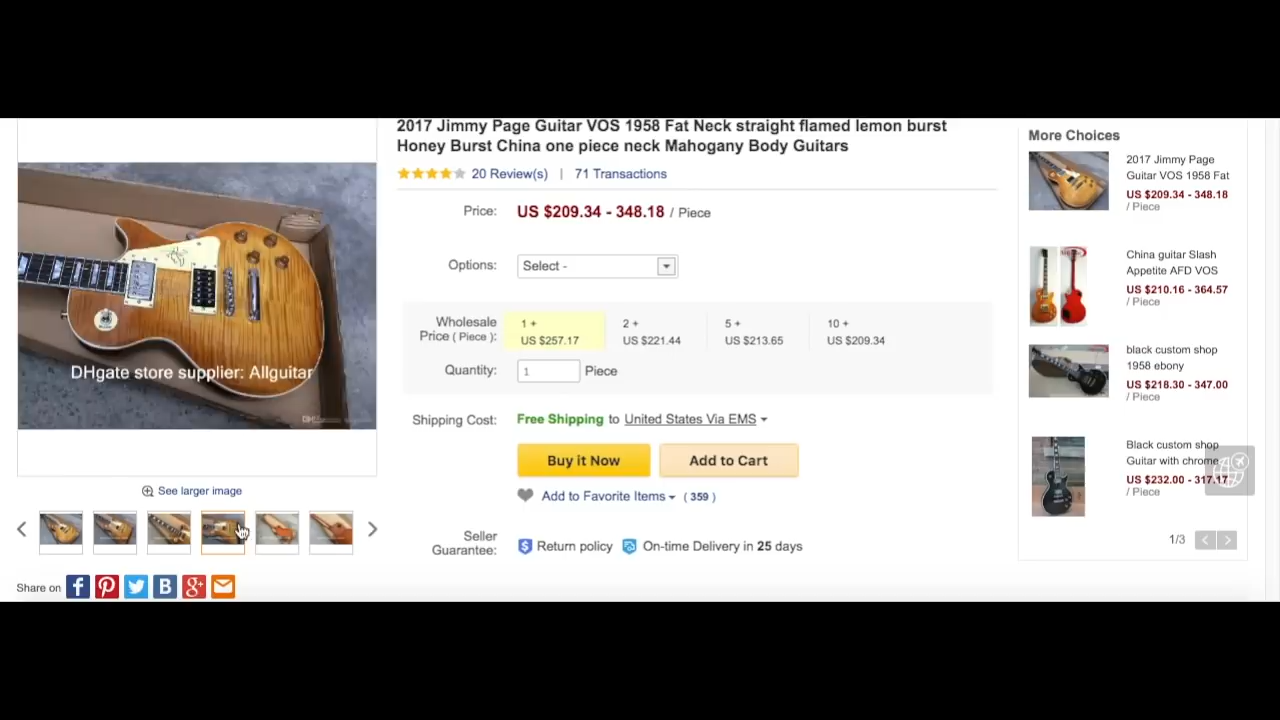 2017 Jimmy Page Guitar VOS 1958 Fat Neck straight flamed lemon burst
Honey Burst China one piece neck Mahogany Body Guitars
20 Review(s) | 71 Transactions
Price: US $209.34 - 348.18 / Piece
Options: Select -
Wholesale
Price ( Piece ):
1 +
US $257.17
2 +
US $221.44
5 +
US $213.65
10 +
US $209.34
Quantity: 1 Piece
Shipping Cost: Free Shipping to United States Via EMS
Buy it Now
Add to Cart
Add to Favorite Items ( 359 )
Seller
Guarantee:
Return policy
On-time Delivery in 25 days
DHgate store supplier: Allguitar
See larger image
Share on
More Choices
2017 Jimmy Page
Guitar VOS 1958 Fat
US $209.34 - 348.18
/ Piece
China guitar Slash
Appetite AFD VOS
US $210.16 - 364.57
/ Piece
black custom shop
1958 ebony
US $218.30 - 347.00
/ Piece
Black custom shop
Guitar with chrome
US $232.00 - 317.17
/ Piece
1/3